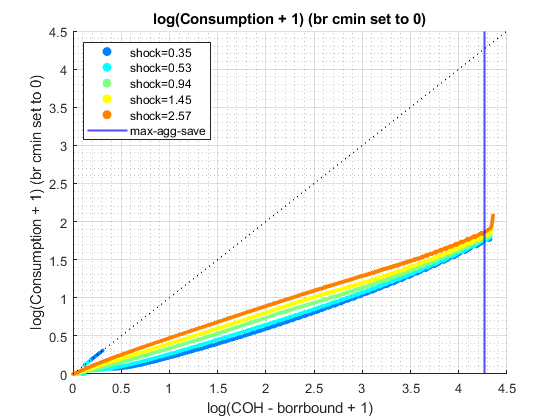 log(Consumption + 1) (br cmin set to 0)
log(Consumption + 1) (br cmin set to 0)
4.5
4
3.5
3
2.5
2
1.5
1
0.5
0
shock=0.35
shock=0.53
shock=0.94
shock=1.45
shock=2.57
max-agg-save
0 0.5 1 1.5 2 2.5 3 3.5 4 4.5
log(COH - borrbound + 1)